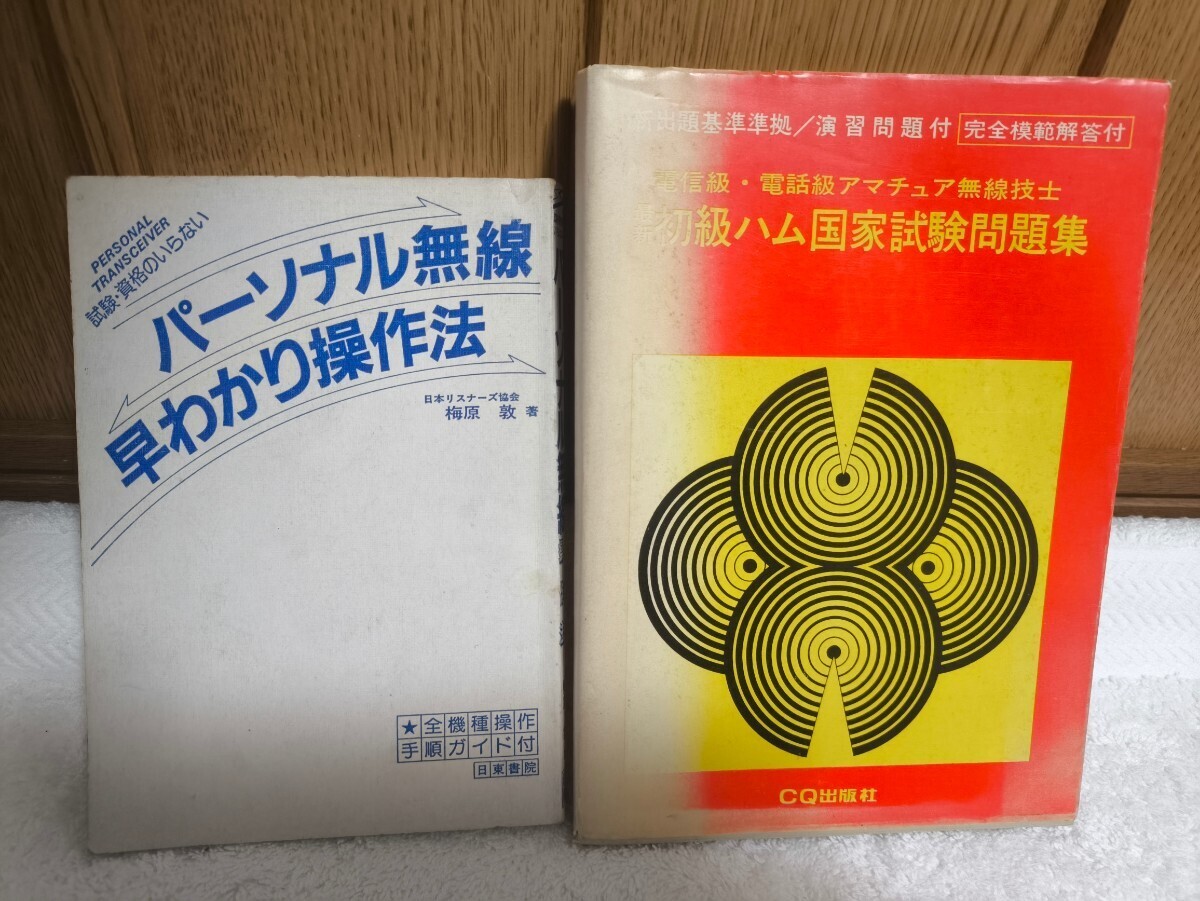 PERSONAL
TRANSCEIVER
試験・資格のいらない
パーソナル無線
早わかり操作法
日本リスナーズ協会
梅原 敦 著
★全機種操作
手順ガイド付
日東書院
出題基準準拠/演習問題付 完全模範解答付
電信級・電話級アマチュア無線技士
初級ハム国家試験問題集
CQ出版社